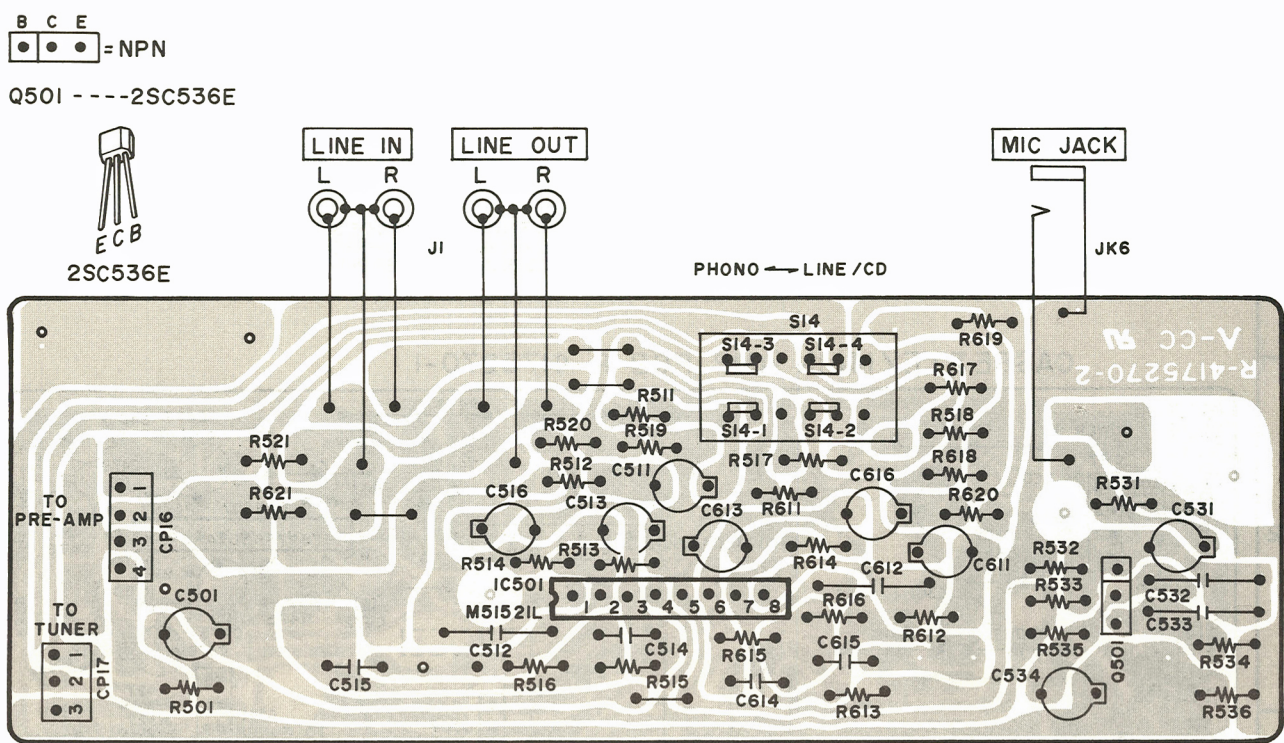 B C E
= NPN
Q501 ----2SC536E
E C B
2SC536E
LINE IN
L R
LINE OUT
L R
J1
MIC JACK
JK6
PHONO ⟷ LINE/CD
S14
S14-3 S14-4
S14-1 S14-2
R619
R-4175270-2
A-CC
R617
R511
R518
R520
R519
R521
R512
C511
R517
R618
C616
R621
C516
C513
C613
R611
R620
R531
C531
TO
PRE-AMP
1
2
3
4
CP16
R514
R513
R614
C612
C611
R532
R533
C532
C533
IC501
M51521L
1 2 3 4 5 6 7 8
R616
R612
R535
Q501
R534
C501
TO
TUNER
1
2
3
CP17
C512
C514
R615
C615
C515
R516
R515
C614
R613
C534
R536
R501